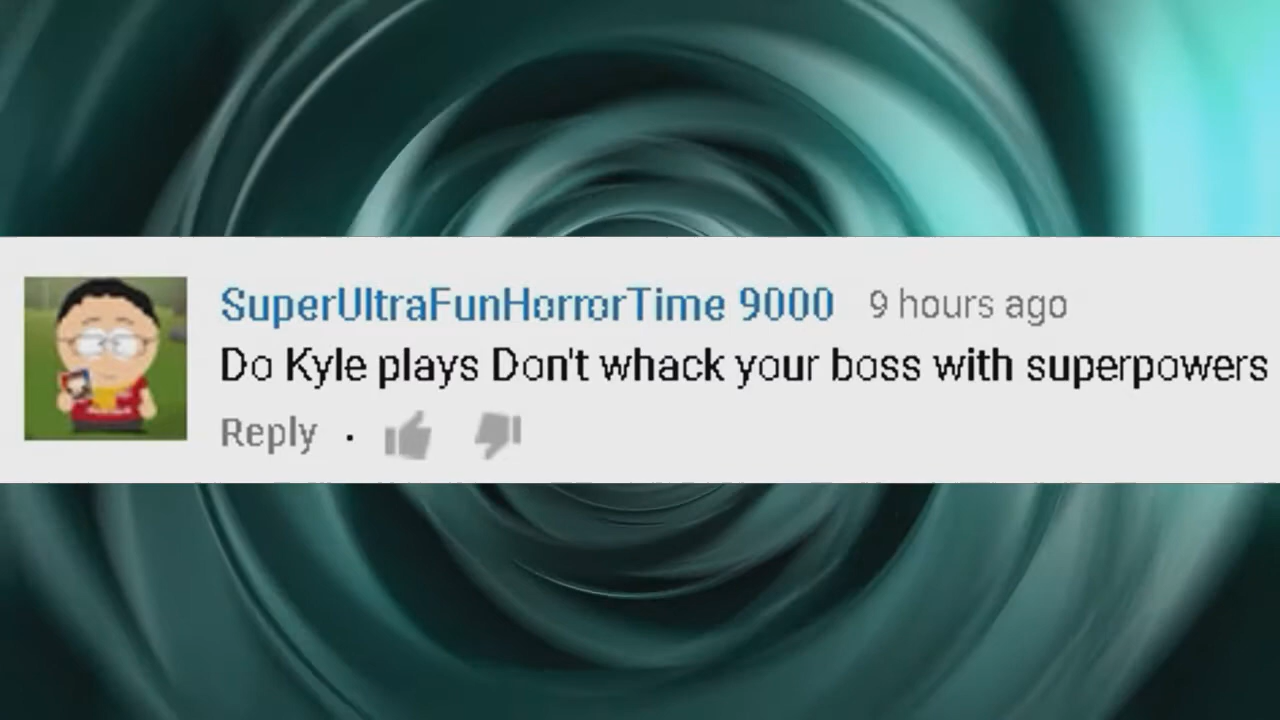 SuperUltraFunHorrorTime 9000 9 hours ago
Do Kyle plays Don't whack your boss with superpowers
Reply ·